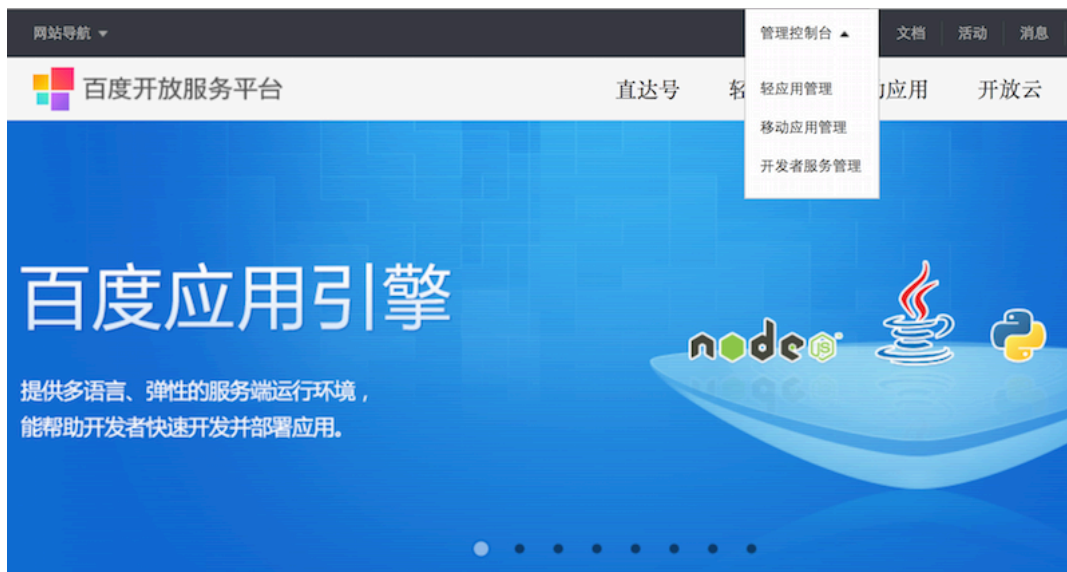 网站导航
管理控制台
文档
活动
消息
百度开放服务平台
直达号
轻
应用
开放云
轻应用管理
移动应用管理
开发者服务管理
百度应用引擎
提供多语言、弹性的服务端运行环境，
能帮助开发者快速开发并部署应用。
node
JS